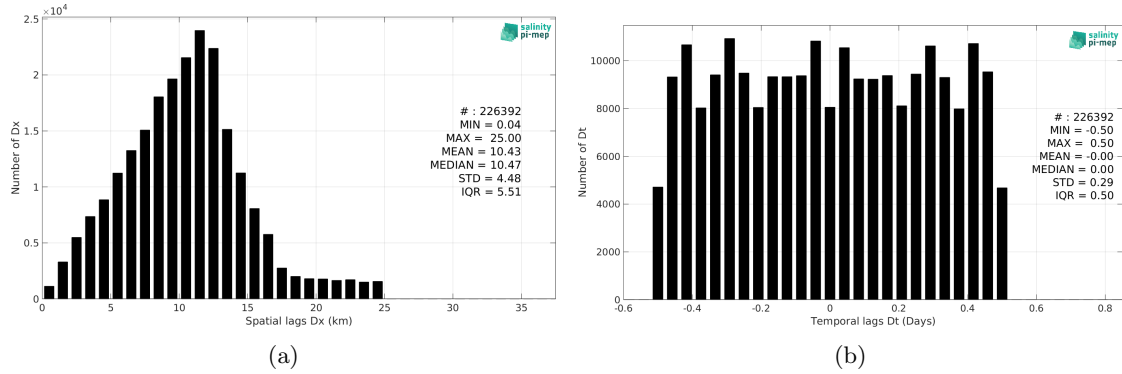 2.5 ×10⁴
2
1.5
1
0.5
0
Number of Dx
0 5 10 15 20 25 30 35
Spatial lags Dx (km)
salinity
pi-mep
# : 226392
MIN = 0.04
MAX = 25.00
MEAN = 10.43
MEDIAN = 10.47
STD = 4.48
IQR = 5.51
(a)
10000
8000
6000
4000
2000
0
Number of Dt
-0.6 -0.4 -0.2 0 0.2 0.4 0.6 0.8
Temporal lags Dt (Days)
salinity
pi-mep
# : 226392
MIN = -0.50
MAX = 0.50
MEAN = -0.00
MEDIAN = 0.00
STD = 0.29
IQR = 0.50
(b)